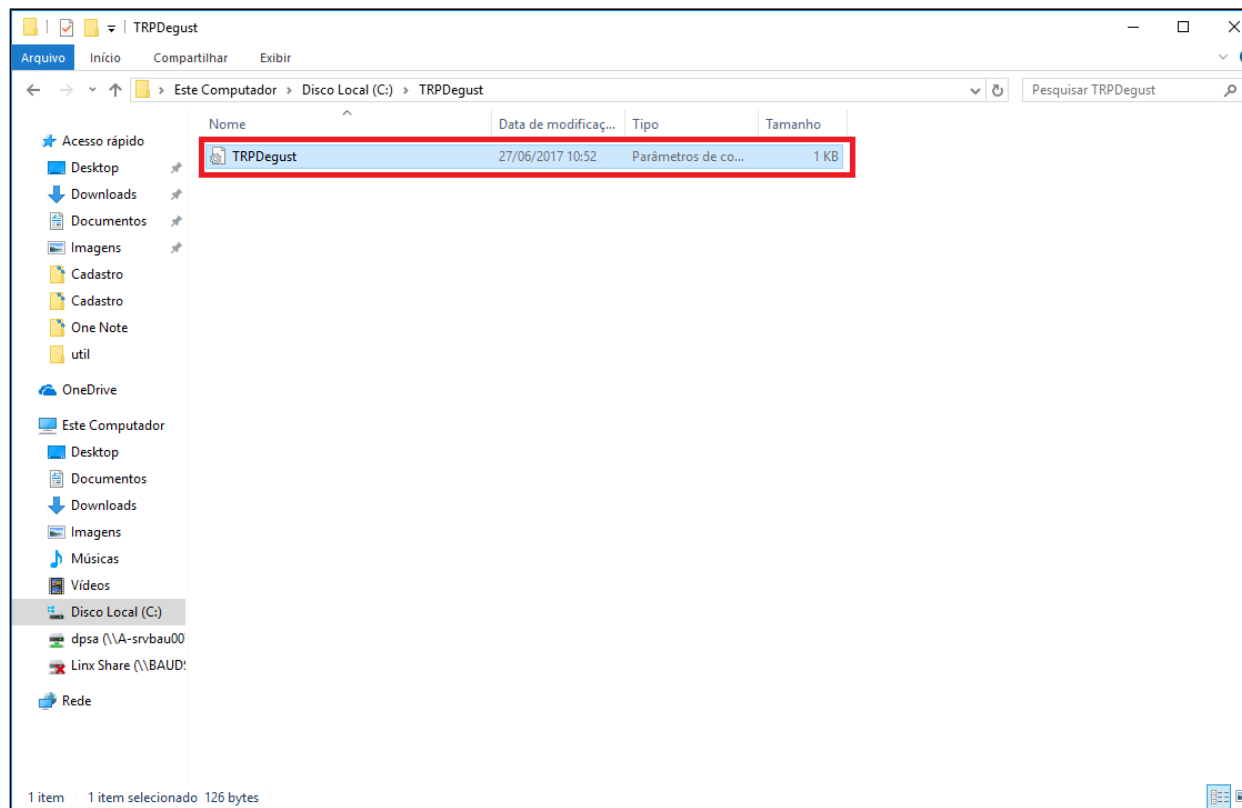 TRPDegust
Arquivo Início Compartilhar Exibir
Este Computador > Disco Local (C:) > TRPDegust
Pesquisar TRPDegust
Nome Data de modificaç... Tipo Tamanho
TRPDegust 27/06/2017 10:52 Parâmetros de co... 1 KB
Acesso rápido
Desktop
Downloads
Documentos
Imagens
Cadastro
Cadastro
One Note
util
OneDrive
Este Computador
Desktop
Documentos
Downloads
Imagens
Músicas
Vídeos
Disco Local (C:)
dpsa (\\A-srvbau00
Linx Share (\\BAUD
Rede
1 item 1 item selecionado 126 bytes